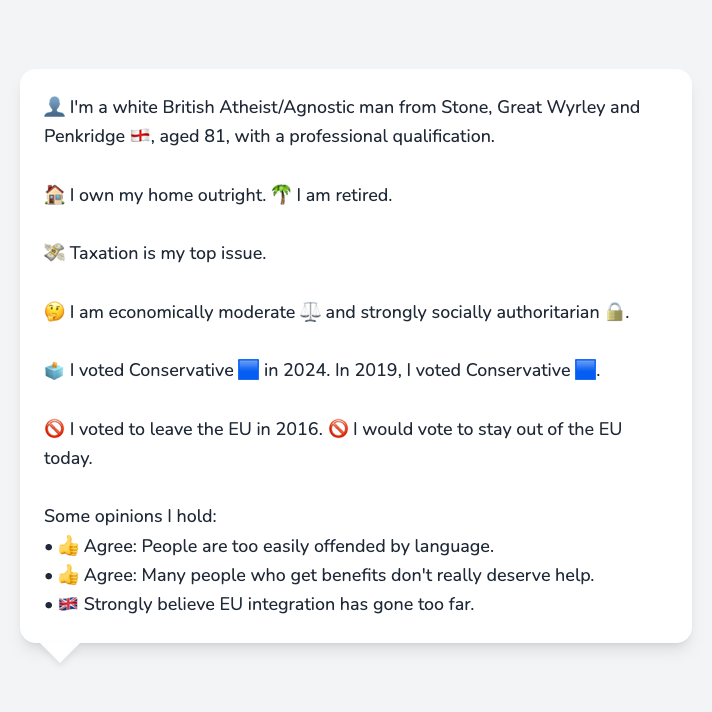 👤 I'm a white British Atheist/Agnostic man from Stone, Great Wyrley and
Penkridge 🏴󠁧󠁢󠁥󠁮󠁧󠁿, aged 81, with a professional qualification.
🏠 I own my home outright. 🌴 I am retired.
💸 Taxation is my top issue.
🤔 I am economically moderate ⚖️ and strongly socially authoritarian 🔒.
🗳️ I voted Conservative 🟦 in 2024. In 2019, I voted Conservative 🟦.
🚫 I voted to leave the EU in 2016. 🚫 I would vote to stay out of the EU
today.
Some opinions I hold:
• 👍 Agree: People are too easily offended by language.
• 👍 Agree: Many people who get benefits don't really deserve help.
• 🇬🇧 Strongly believe EU integration has gone too far.